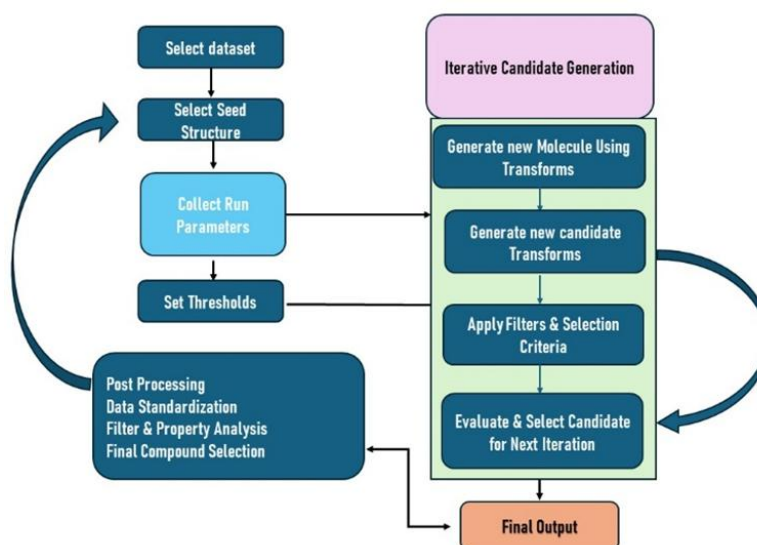 Select dataset
Select Seed
Structure
Collect Run
Parameters
Set Thresholds
Post Processing
Data Standardization
Filter & Property Analysis
Final Compound Selection
Iterative Candidate Generation
Generate new Molecule Using
Transforms
Generate new candidate
Transforms
Apply Filters & Selection
Criteria
Evaluate & Select Candidate
for Next Iteration
Final Output